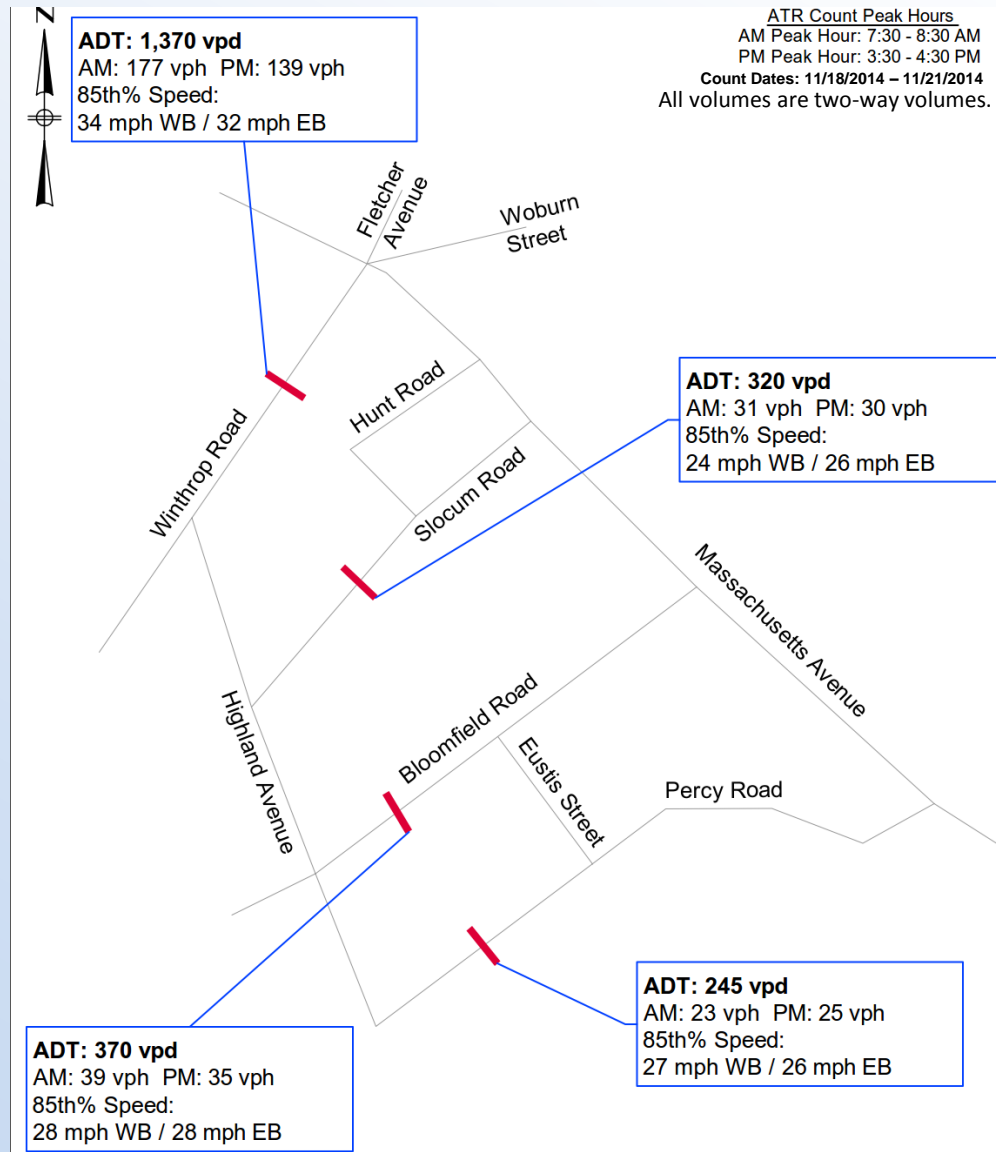 N
ADT: 1,370 vpd
AM: 177 vph  PM: 139 vph
85th% Speed:
34 mph WB / 32 mph EB
ATR Count Peak Hours
AM Peak Hour: 7:30 - 8:30 AM
PM Peak Hour: 3:30 - 4:30 PM
Count Dates: 11/18/2014 – 11/21/2014
All volumes are two-way volumes.
Fletcher
Avenue
Woburn
Street
Hunt Road
Winthrop Road
Slocum Road
ADT: 320 vpd
AM: 31 vph  PM: 30 vph
85th% Speed:
24 mph WB / 26 mph EB
Massachusetts Avenue
Highland Avenue
Bloomfield Road
Eustis Street
Percy Road
ADT: 245 vpd
AM: 23 vph  PM: 25 vph
85th% Speed:
27 mph WB / 26 mph EB
ADT: 370 vpd
AM: 39 vph  PM: 35 vph
85th% Speed:
28 mph WB / 28 mph EB